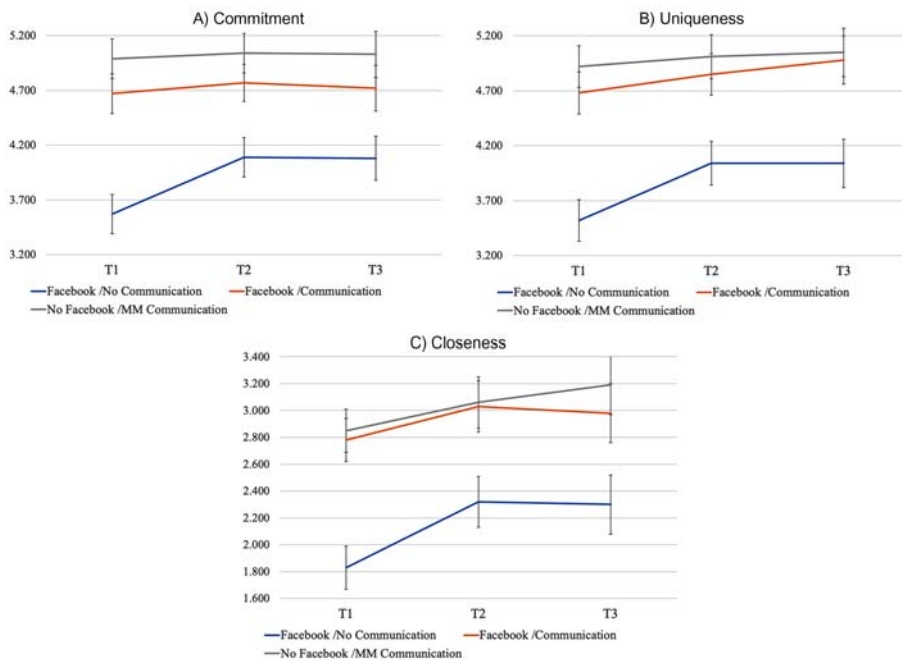 A) Commitment
5.200
4.700
4.200
3.700
3.200
T1 T2 T3
Facebook /No Communication Facebook /Communication
No Facebook /MM Communication
B) Uniqueness
5.200
4.700
4.200
3.700
3.200
T1 T2 T3
Facebook /No Communication Facebook /Communication
No Facebook /MM Communication
C) Closeness
3.400
3.200
3.000
2.800
2.600
2.400
2.200
2.000
1.800
1.600
T1 T2 T3
Facebook /No Communication Facebook /Communication
No Facebook /MM Communication